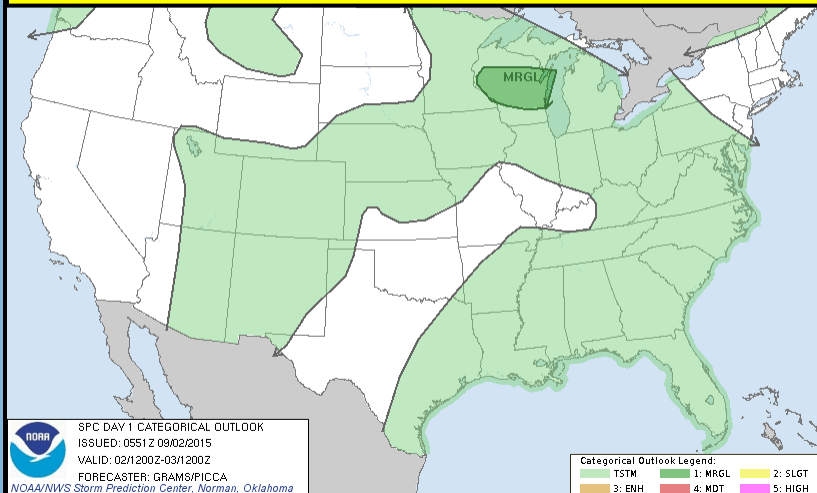 MRGL
SPC DAY 1 CATEGORICAL OUTLOOK
ISSUED: 0551Z 09/02/2015
VALID: 02/1200Z-03/1200Z
FORECASTER: GRAMS/PICCA
NOAA/NWS Storm Prediction Center, Norman, Oklahoma
NOAA
Categorical Outlook Legend:
TSTM 1: MRGL 2: SLGT
3: ENH 4: MDT 5: HIGH